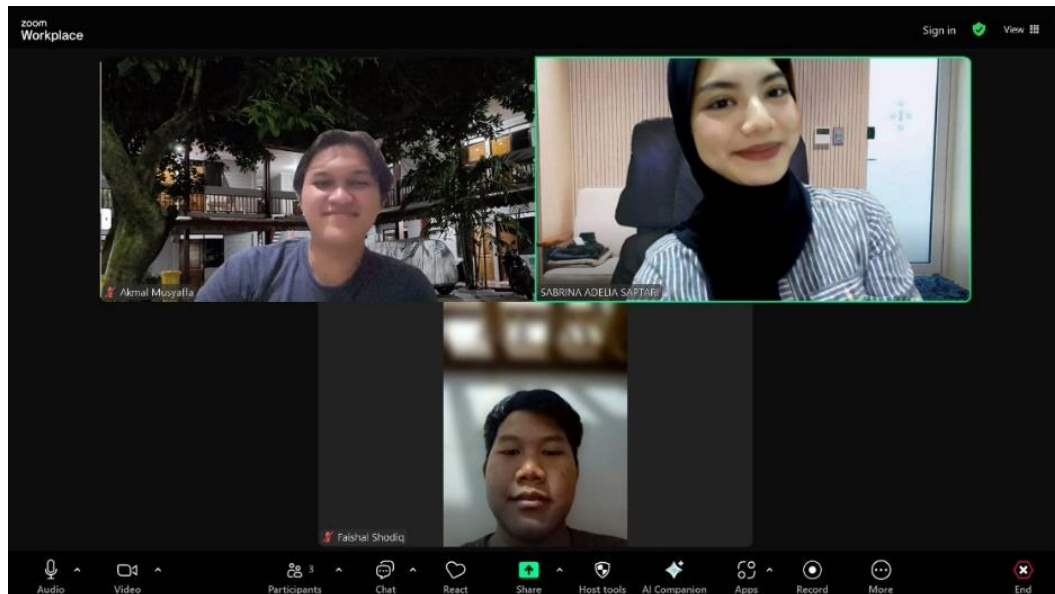 zoom
Workplace
Sign in
View
Akmal Musyaffa
SABRINA ADELIA SAPTARI
Faishal Shodiq
Audio
Video
3
Participants
Chat
React
Share
Host tools
AI Companion
Apps
Record
More
End